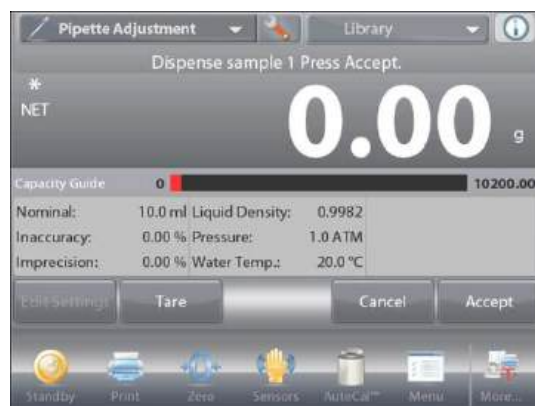 Pipette Adjustment Library
Dispense sample 1 Press Accept.
*
NET
0.00 g
Capacity Guide 0 10200.00
Nominal: 10.0 ml Liquid Density: 0.9982
Inaccuracy: 0.00 % Pressure: 1.0 ATM
Imprecision: 0.00 % Water Temp.: 20.0 °C
Edit Settings Tare Cancel Accept
Standby Print Zero Sensors AutoCal™ Menu More...